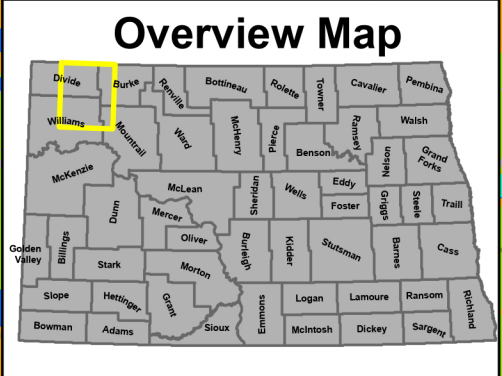 Overview Map
Divide
Burke
Renville
Bottineau
Rolette
Towner
Cavalier
Pembina
Williams
Mountrail
Ward
McHenry
Pierce
Benson
Ramsey
Walsh
Nelson
Grand
Forks
McKenzie
Dunn
McLean
Mercer
Oliver
Sheridan
Wells
Eddy
Foster
Griggs
Steele
Traill
Golden
Valley
Billings
Stark
Morton
Burleigh
Kidder
Stutsman
Barnes
Cass
Slope
Hettinger
Grant
Sioux
Emmons
Logan
Lamoure
Ransom
Richland
Bowman
Adams
McIntosh
Dickey
Sargent